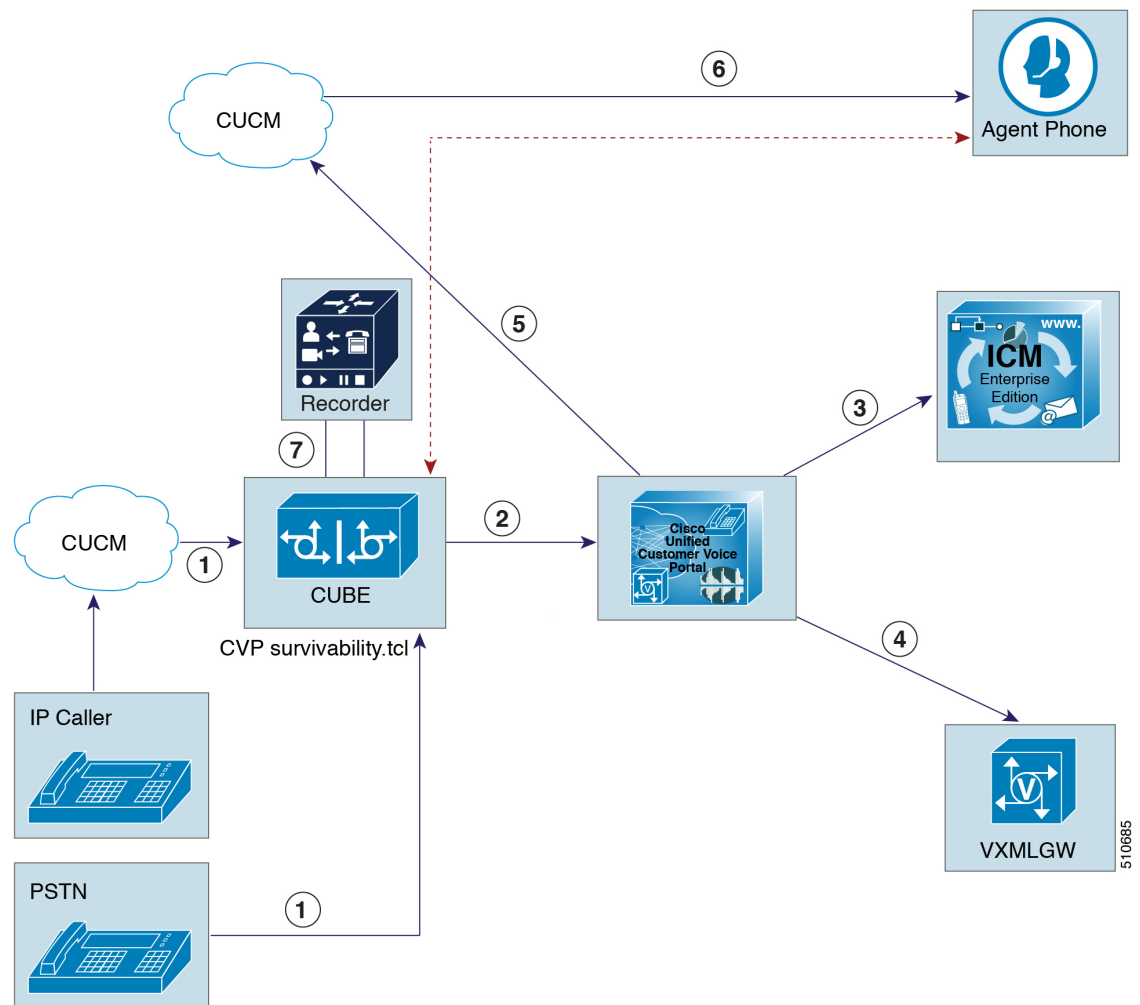 6
CUCM
Agent Phone
5
www.
ICM
Enterprise
Edition
@
3
Recorder
7
CUCM
1
2
CUBE
Cisco
Unified
Customer Voice
Portal
V
CVP survivability.tcl
4
IP Caller
V
VXMLGW
510685
PSTN
1